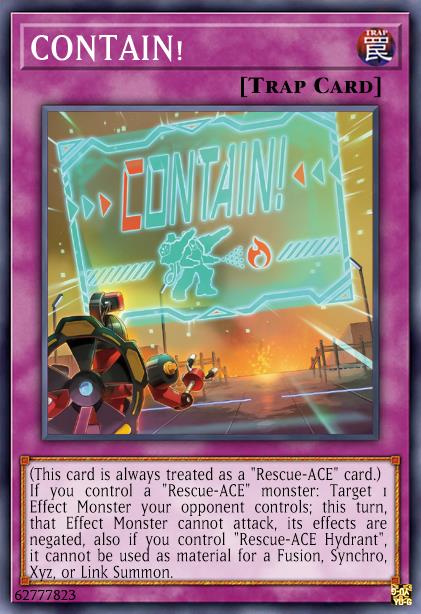 CONTAIN!
TRAP
罠
[TRAP CARD]
CONTAIN!
(This card is always treated as a "Rescue-ACE" card.)
If you control a "Rescue-ACE" monster: Target 1
Effect Monster your opponent controls; this turn,
that Effect Monster cannot attack, its effects are
negated, also if you control "Rescue-ACE Hydrant",
it cannot be used as material for a Fusion, Synchro,
Xyz, or Link Summon.
62777823